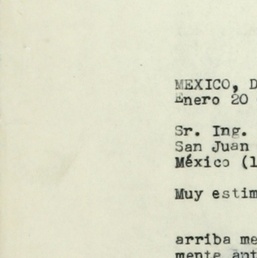 MEXICO, D
Enero 20
Sr. Ing.
San Juan
México (1
Muy estim
arriba me
mente ant